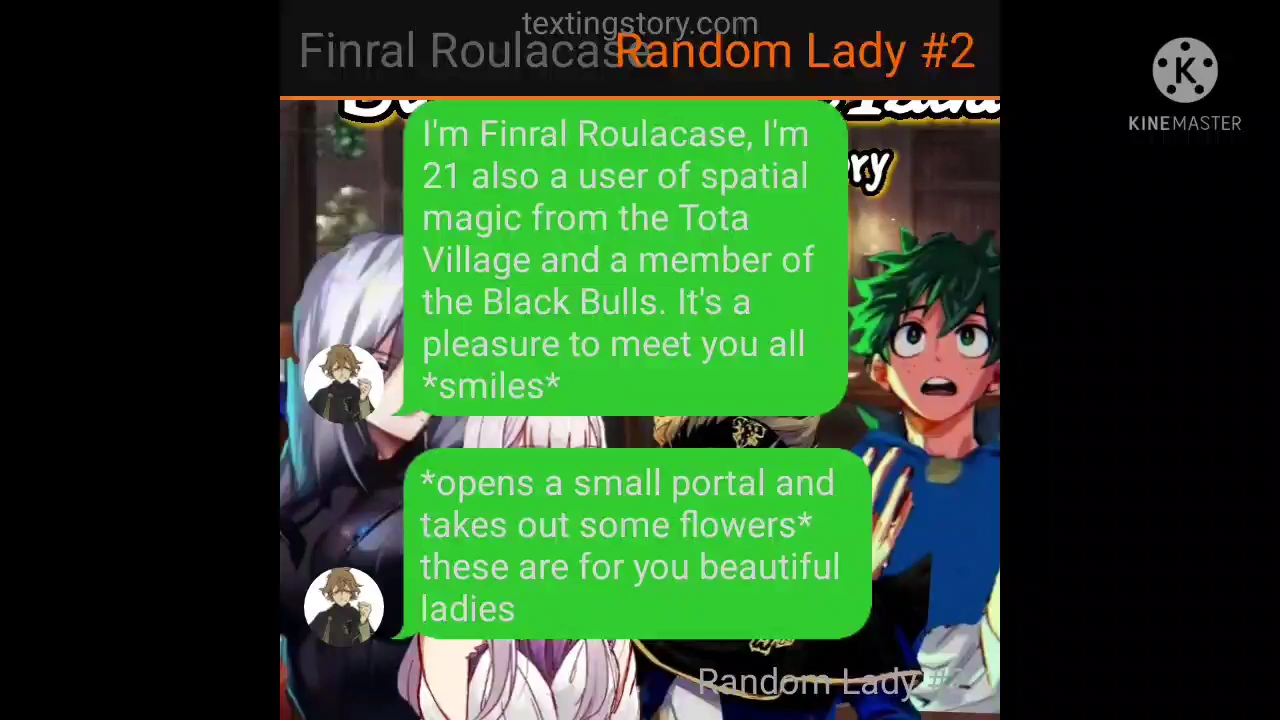 textingstory.com
Finral Roulacase
Random Lady #2
KINEMASTER
ry
I'm Finral Roulacase, I'm
21 also a user of spatial
magic from the Tota
Village and a member of
the Black Bulls. It's a
pleasure to meet you all
*smiles*
*opens a small portal and
takes out some flowers*
these are for you beautiful
ladies
Random Lady #2